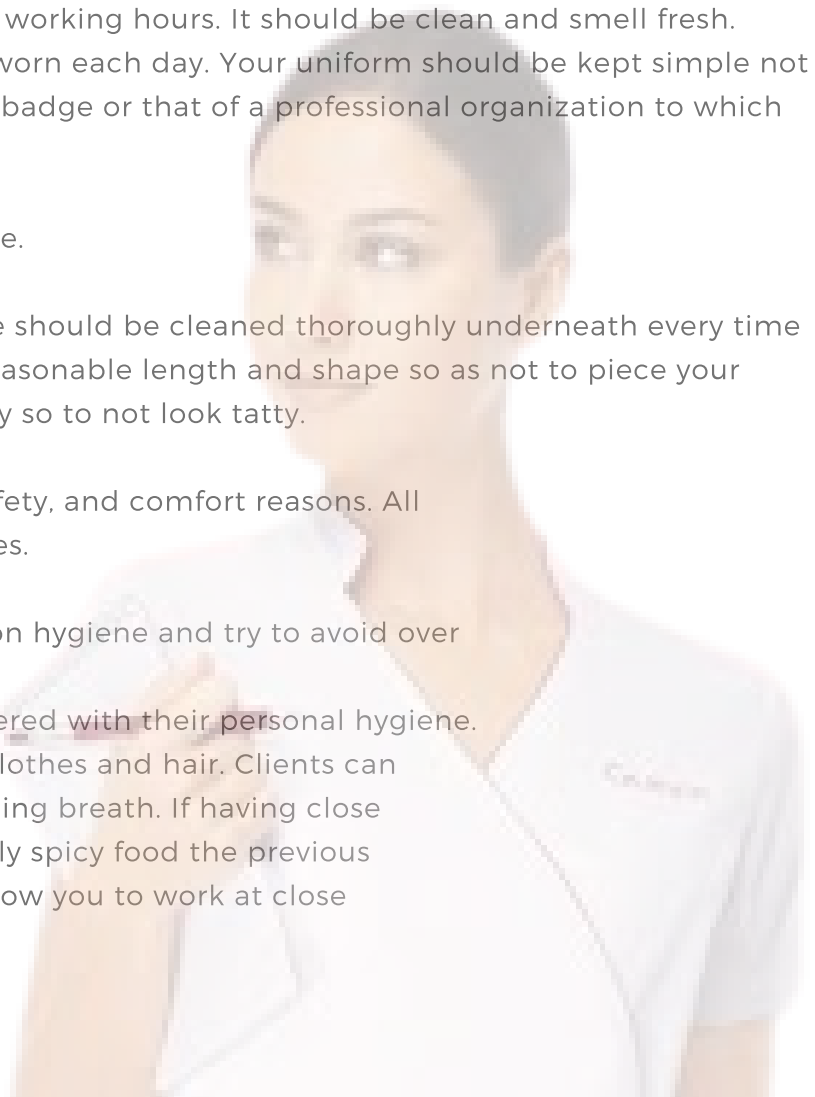 working hours. It should be clean and smell fresh.
worn each day. Your uniform should be kept simple not
badge or that of a professional organization to which
e.
e should be cleaned thoroughly underneath every time
asonable length and shape so as not to piece your
y so to not look tatty.
fety, and comfort reasons. All
es.
on hygiene and try to avoid over
ered with their personal hygiene.
lothes and hair. Clients can
ing breath. If having close
ly spicy food the previous
ow you to work at close